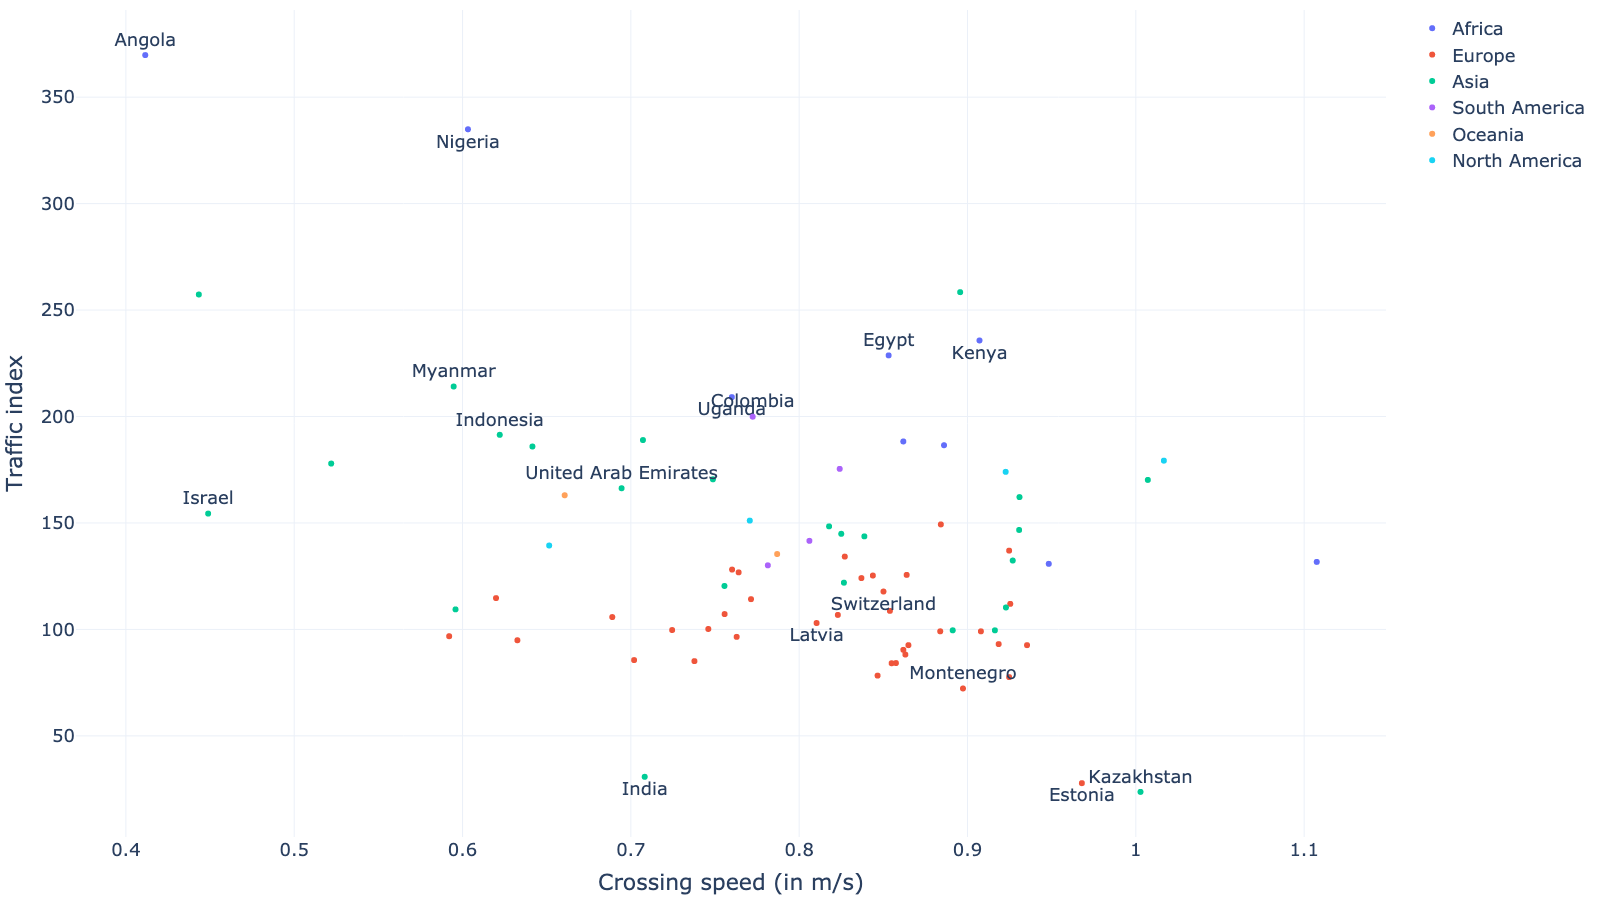 Angola
Africa
Europe
Asia
South America
Oceania
North America
350
Nigeria
300
250
Egypt
Kenya
Myanmar
Colombia
Uganda
200
Indonesia
United Arab Emirates
Israel
150
Switzerland
Latvia
100
Montenegro
50
Kazakhstan
India
Estonia
Traffic index
0.4 0.5 0.6 0.7 0.8 0.9 1 1.1
Crossing speed (in m/s)